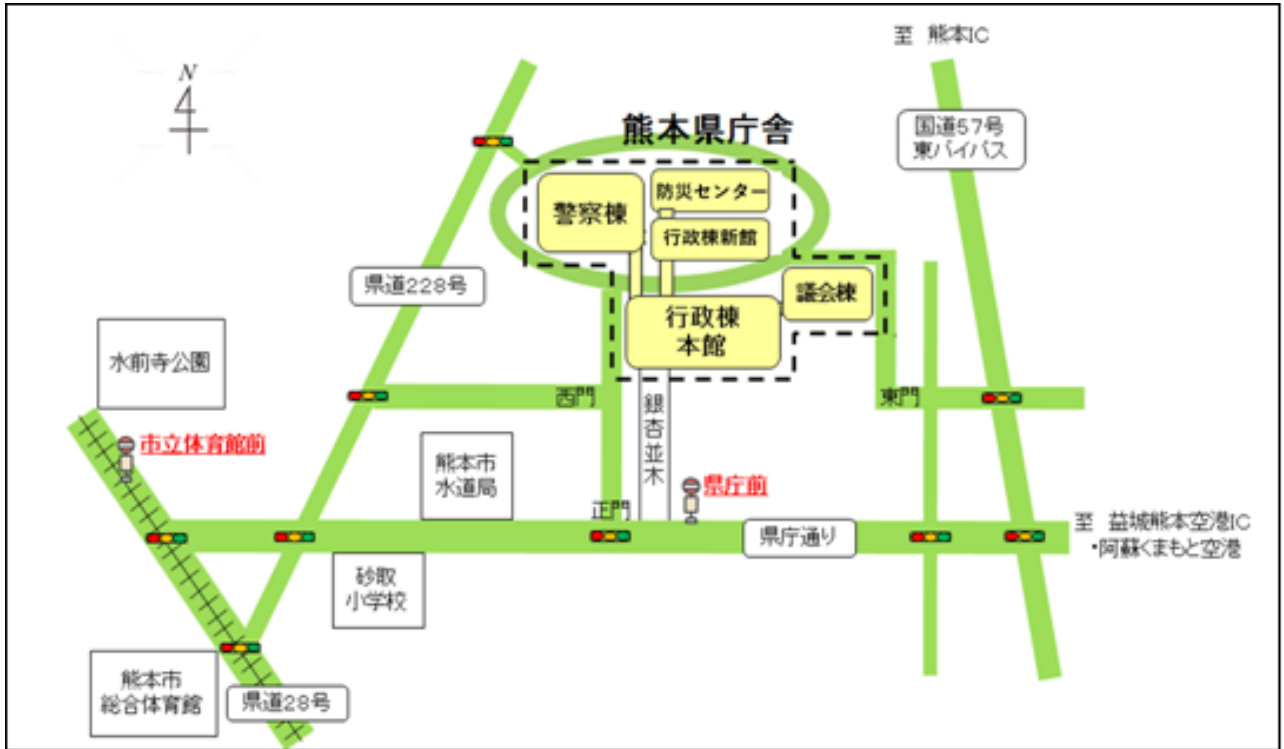 至 熊本IC
N
熊本県庁舎
国道57号
東バイパス
防災センター
警察棟
行政棟新館
県道228号
議会棟
行政棟
本館
水前寺公園
西門
東門
銀杏並木
市立体育館前
熊本市
水道局
県庁前
正門
県庁通り
至 益城熊本空港IC
・阿蘇くまもと空港
砂取
小学校
熊本市
総合体育館
県道28号